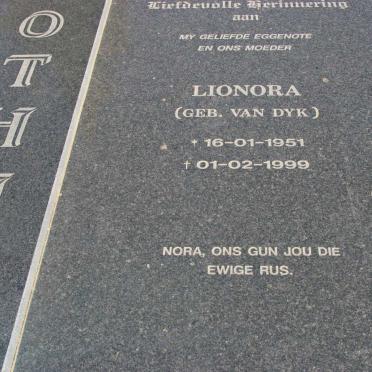 Liefdevolle Herinnering
aan
MY GELIEFDE EGGENOTE
EN ONS MOEDER
LIONORA
(GEB. VAN DYK)
* 16-01-1951
† 01-02-1999
NORA, ONS GUN JOU DIE
EWIGE RUS.
O
T
H